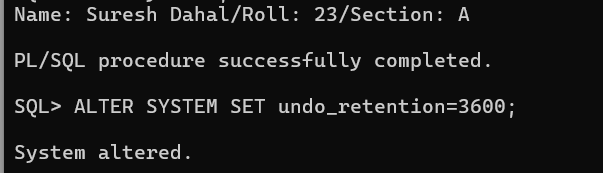 Name: Suresh Dahal/Roll: 23/Section: A
PL/SQL procedure successfully completed.
SQL> ALTER SYSTEM SET undo_retention=3600;
System altered.